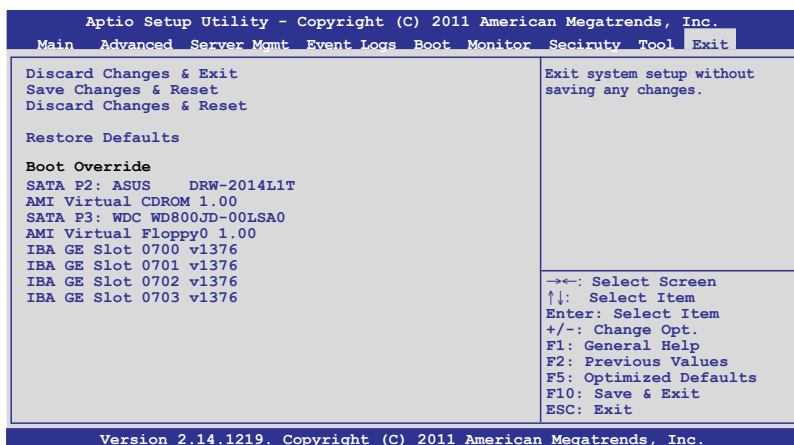 Aptio Setup Utility - Copyright (C) 2011 American Megatrends, Inc.
Main Advanced Server Mgmt Event Logs Boot Monitor Seciruty Tool Exit
Discard Changes & Exit
Save Changes & Reset
Discard Changes & Reset
Restore Defaults
Boot Override
SATA P2: ASUS DRW-2014L1T
AMI Virtual CDROM 1.00
SATA P3: WDC WD800JD-00LSA0
AMI Virtual Floppy0 1.00
IBA GE Slot 0700 v1376
IBA GE Slot 0701 v1376
IBA GE Slot 0702 v1376
IBA GE Slot 0703 v1376
Exit system setup without
saving any changes.
→←: Select Screen
↑↓: Select Item
Enter: Select Item
+/-: Change Opt.
F1: General Help
F2: Previous Values
F5: Optimized Defaults
F10: Save & Exit
ESC: Exit
Version 2.14.1219. Copyright (C) 2011 American Megatrends, Inc.